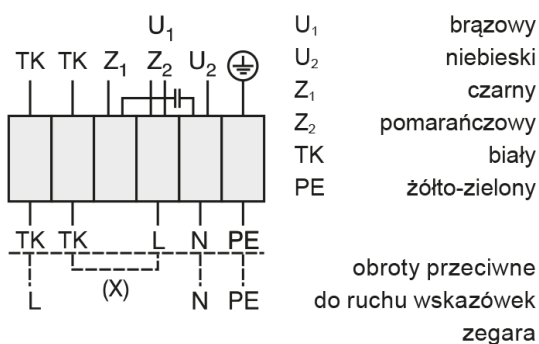 U₁
TK TK Z₁ Z₂ U₂
TK TK L N PE
(X)
L N PE
U₁ brązowy
U₂ niebieski
Z₁ czarny
Z₂ pomarańczowy
TK biały
PE żółto-zielony
obroty przeciwne
do ruchu wskazówek
zegara